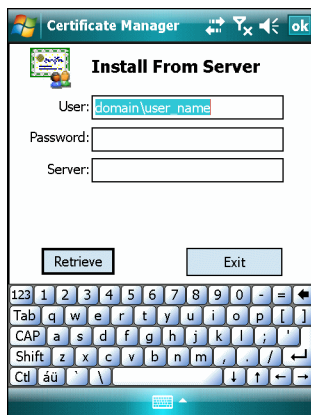 Certificate Manager ok
Install From Server
User: domain\user_name
Password:
Server:
Retrieve Exit
123 1 2 3 4 5 6 7 8 9 0 - =
Tab q w e r t y u i o p [ ]
CAP a s d f g h j k l ; '
Shift z x c v b n m , . /
Ctl áü ` \